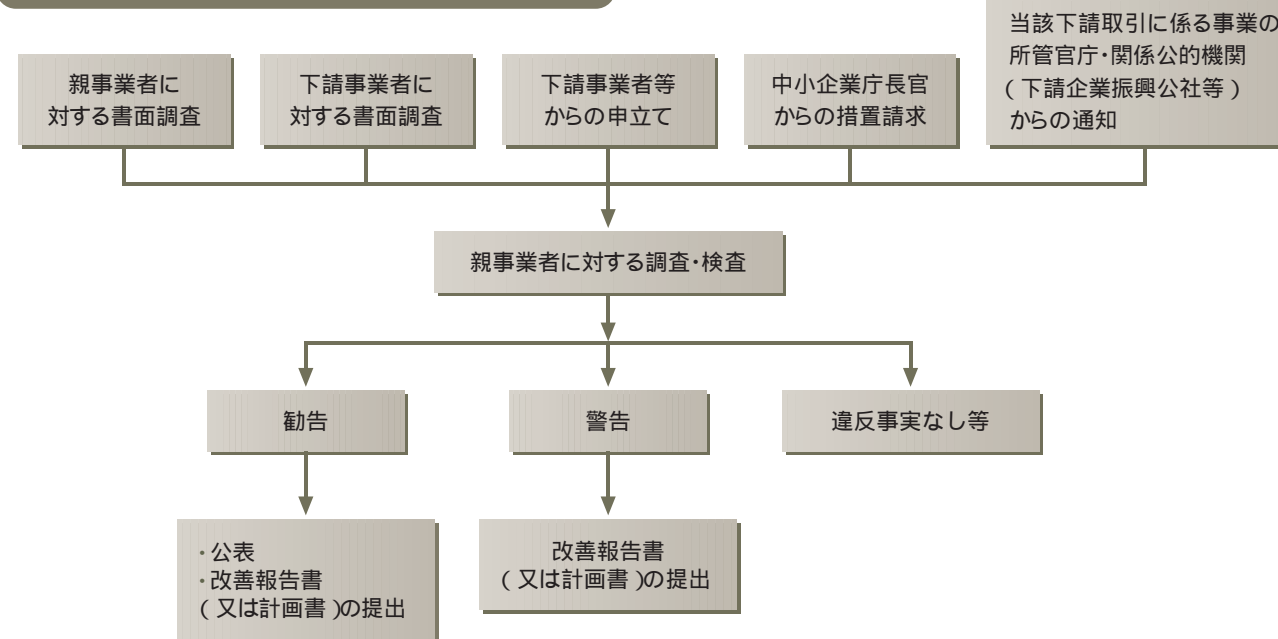 親事業者に
対する書面調査
下請事業者に
対する書面調査
下請事業者等
からの申立て
中小企業庁長官
からの措置請求
当該下請取引に係る事業の
所管官庁・関係公的機関
(下請企業振興公社等)
からの通知
親事業者に対する調査・検査
勧告
警告
違反事実なし等
・公表
・改善報告書
(又は計画書)の提出
改善報告書
(又は計画書)の提出